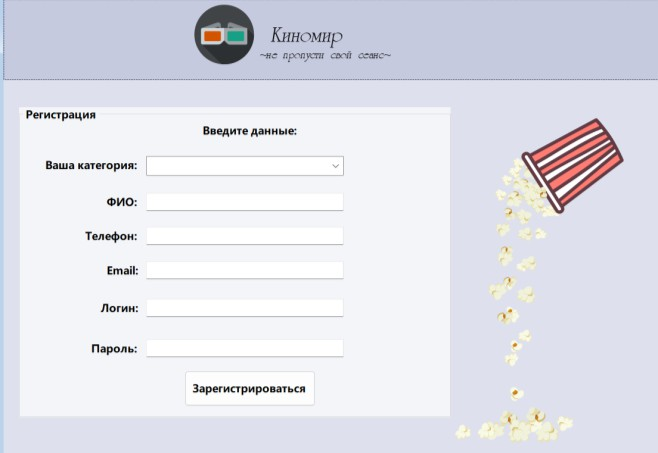 Киномир
~не пропусти свой сеанс~
Регистрация
Введите данные:
Ваша категория:
ФИО:
Телефон:
Email:
Логин:
Пароль:
Зарегистрироваться